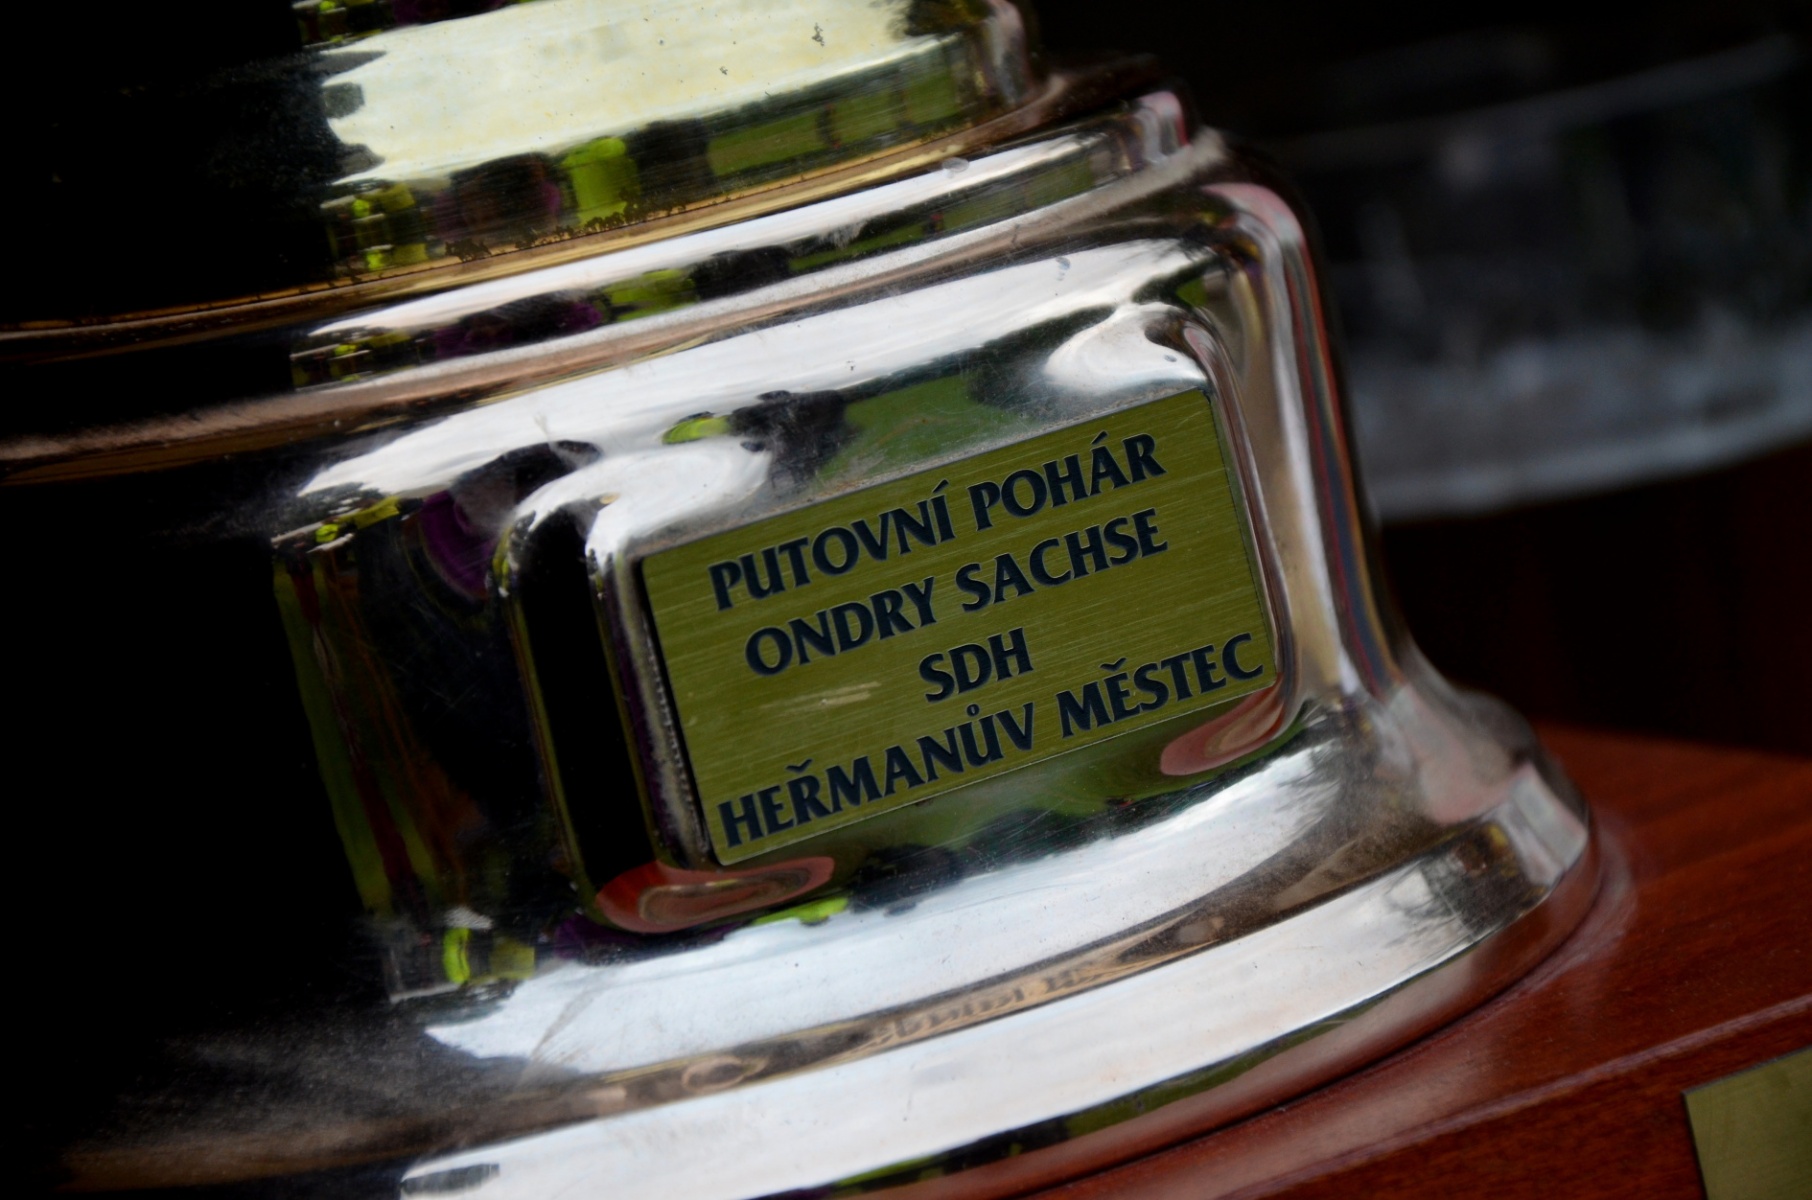 PUTOVNÍ POHÁR
ONDRY SACHSE
SDH
HEŘMANŮV MĚSTEC